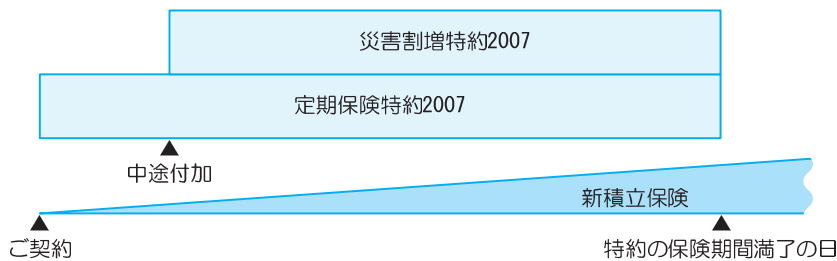 災害割増特約2007
定期保険特約2007
▲
中途付加
新積立保険
▲
ご契約
▲
特約の保険期間満了の日